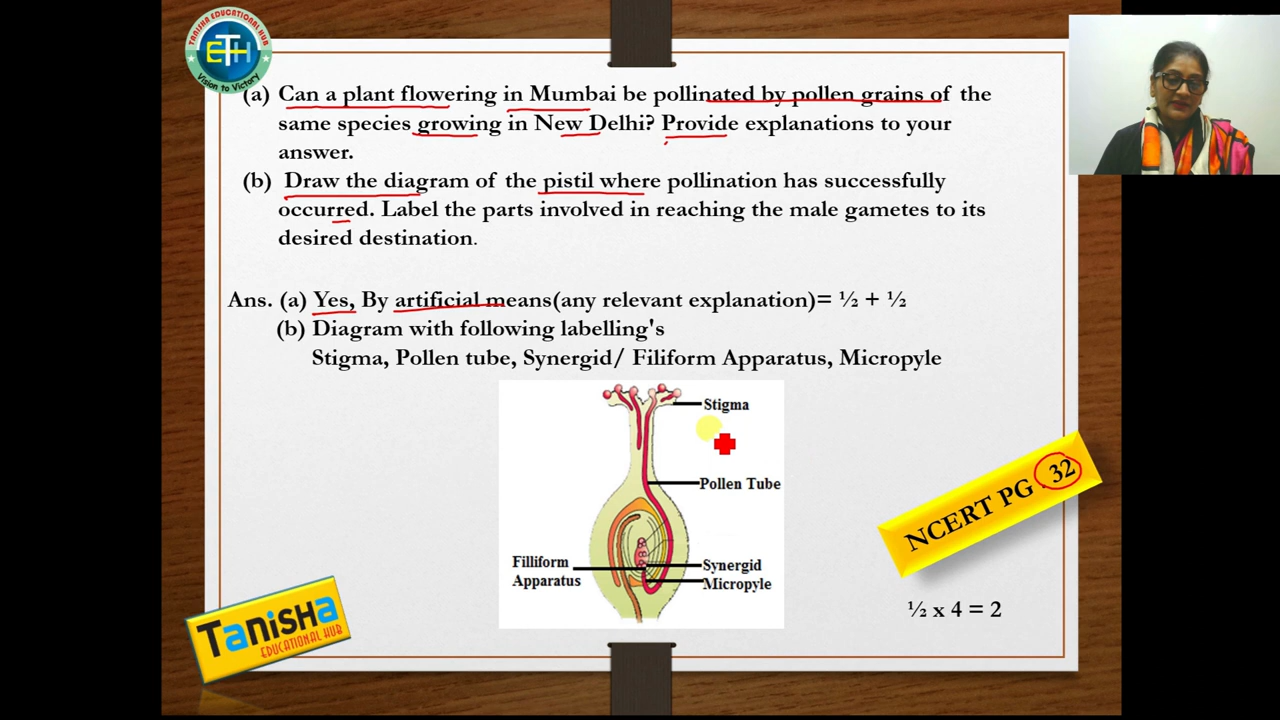 TANISHA EDUCATIONAL HUB
ETH
Vision to Victory
(a) Can a plant flowering in Mumbai be pollinated by pollen grains of the
same species growing in New Delhi? Provide explanations to your
answer.
(b) Draw the diagram of the pistil where pollination has successfully
occurred. Label the parts involved in reaching the male gametes to its
desired destination.
Ans. (a) Yes, By artificial means(any relevant explanation)= ½ + ½
(b) Diagram with following labelling's
Stigma, Pollen tube, Synergid/ Filiform Apparatus, Micropyle
Stigma
Pollen Tube
Filliform
Apparatus
Synergid
Micropyle
NCERT PG . 32
½ x 4 = 2
TaNisHa
EDUCATIONAL HUB